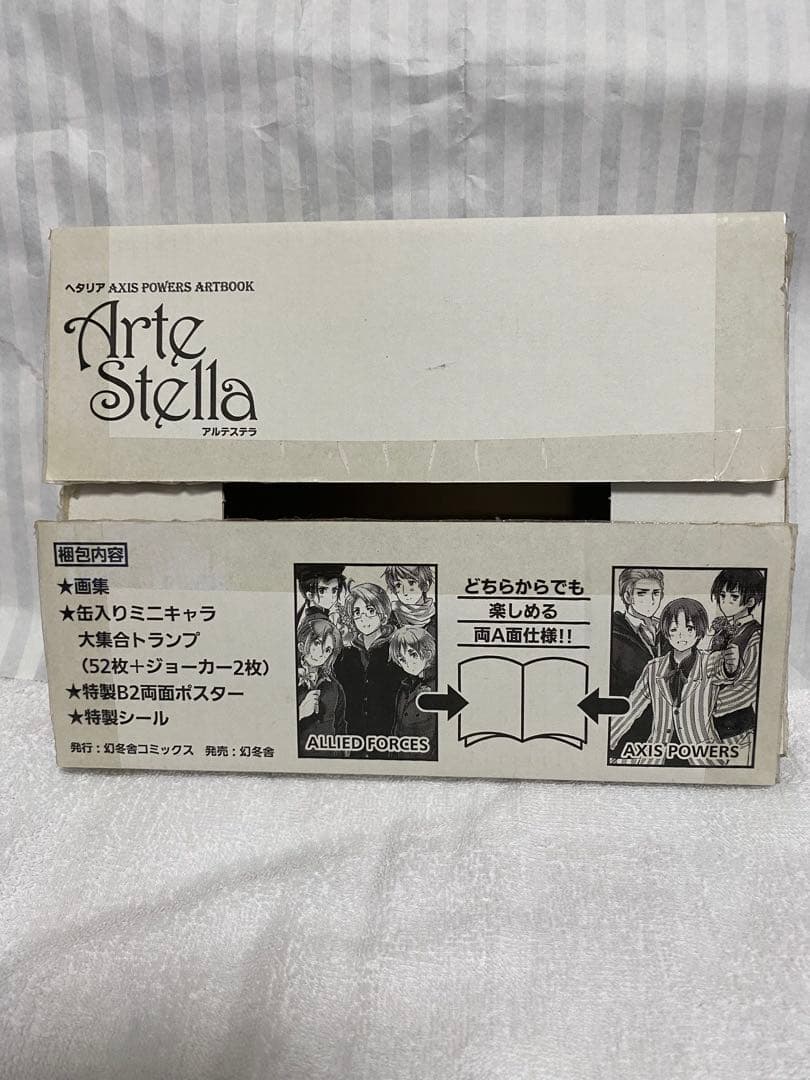 ヘタリア AXIS POWERS ARTBOOK
Arte
Stella
アルテステラ
梱包内容
★画集
★缶入りミニキャラ
大集合トランプ
(52枚+ジョーカー2枚)
★特製B2両面ポスター
★特製シール
発行:幻冬舎コミックス 発売:幻冬舎
ALLIED FORCES
どちらからでも
楽しめる
両A面仕様!!
AXIS POWERS